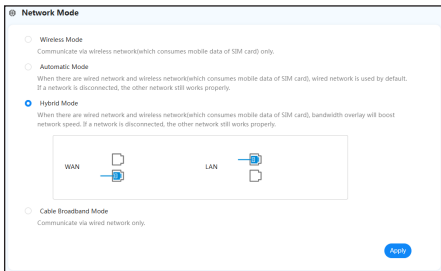 Network Mode
Wireless Mode
Communicate via wireless network(which consumes mobile data of SIM card) only.
Automatic Mode
When there are wired network and wireless network(which consumes mobile data of SIM card), wired network is used by default.
If a network is disconnected, the other network still works properly.
Hybrid Mode
When there are wired network and wireless network(which consumes mobile data of SIM card), bandwidth overlay will boost
network speed. If a network is disconnected, the other network still works properly.
WAN
LAN
Cable Broadband Mode
Communicate via wired network only.
Apply